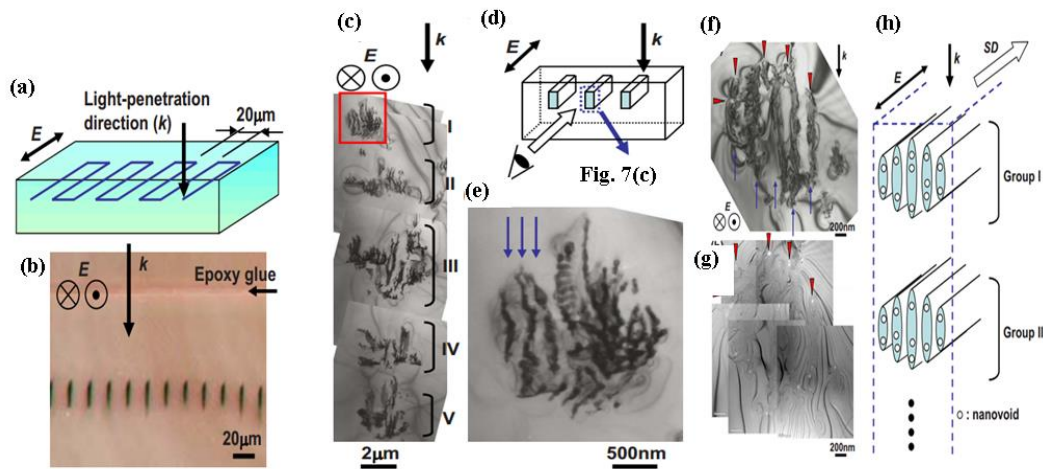 (a)
Light-penetration
direction (k)
E
20μm
(b)
E
k
Epoxy glue
20μm
(c)
k
E
I
II
III
IV
V
2μm
(d)
E
k
Fig. 7(c)
(e)
500nm
(f)
k
E
200nm
(g)
200nm
(h)
SD
E
k
Group I
Group II
○ : nanovoid